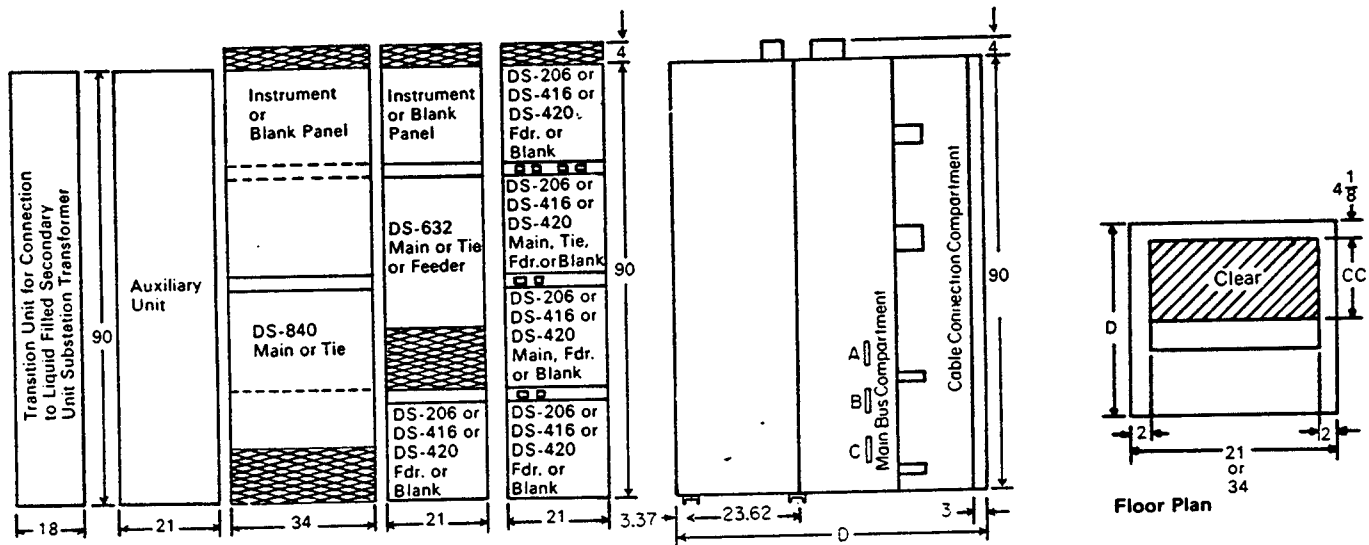 Transition Unit for Connection
to Liquid Filled Secondary
Unit Substation Transformer
90
18
Auxiliary
Unit
21
90
Instrument
or
Blank Panel
DS-840
Main or Tie
34
Instrument
or Blank
Panel
DS-632
Main or Tie
or Feeder
DS-206 or
DS-416 or
DS-420
Fdr. or
Blank
21
4
DS-206 or
DS-416 or
DS-420
Fdr. or
Blank
DS-206 or
DS-416 or
DS-420
Main, Tie,
Fdr.or Blank
DS-206 or
DS-416 or
DS-420
Main, Fdr.
or Blank
DS-206 or
DS-416 or
DS-420
Fdr. or
Blank
90
21
4
A
B
C
Main Bus Compartment
Cable Connection Compartment
90
3.37
23.62
3
D
4 1/8
Clear
CC
D
2
2
21
or
34
Floor Plan